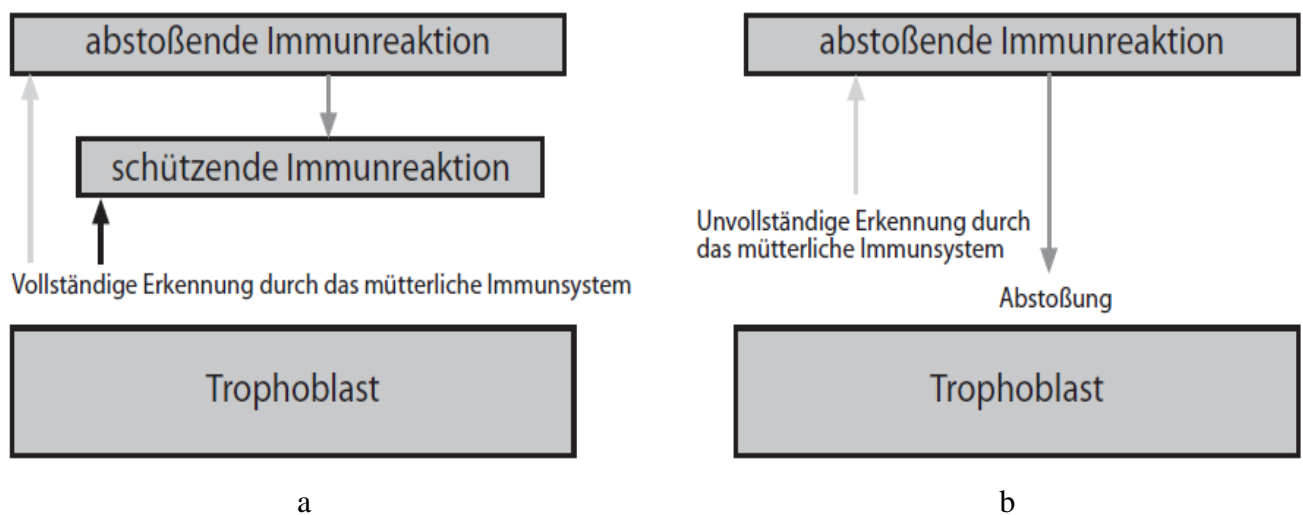 abstoßende Immunreaktion
schützende Immunreaktion
Vollständige Erkennung durch das mütterliche Immunsystem
Trophoblast
a
abstoßende Immunreaktion
Unvollständige Erkennung durch
das mütterliche Immunsystem
Abstoßung
Trophoblast
b